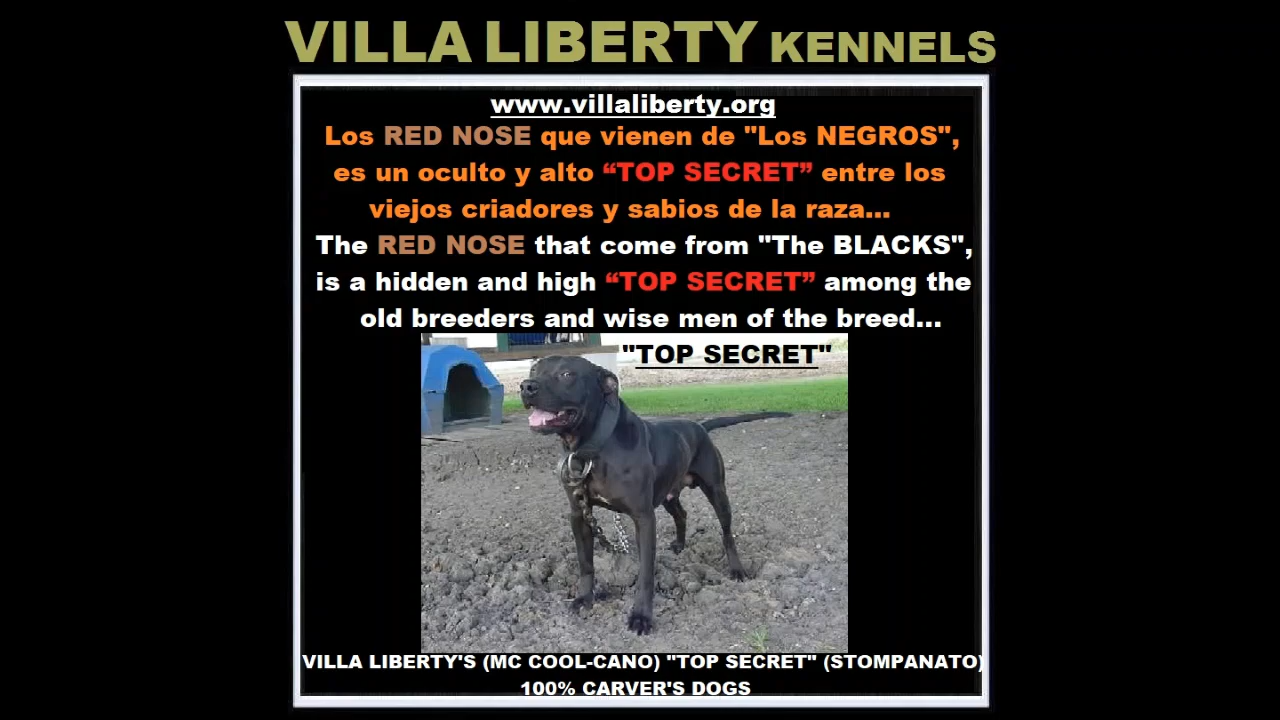 VILLA LIBERTY KENNELS
www.villaliberty.org
Los RED NOSE que vienen de "Los NEGROS",
es un oculto y alto “TOP SECRET” entre los
viejos criadores y sabios de la raza...
The RED NOSE that come from "The BLACKS",
is a hidden and high “TOP SECRET” among the
old breeders and wise men of the breed...
"TOP SECRET"
VILLA LIBERTY'S (MC COOL-CANO) "TOP SECRET" (STOMPANATO)
100% CARVER'S DOGS